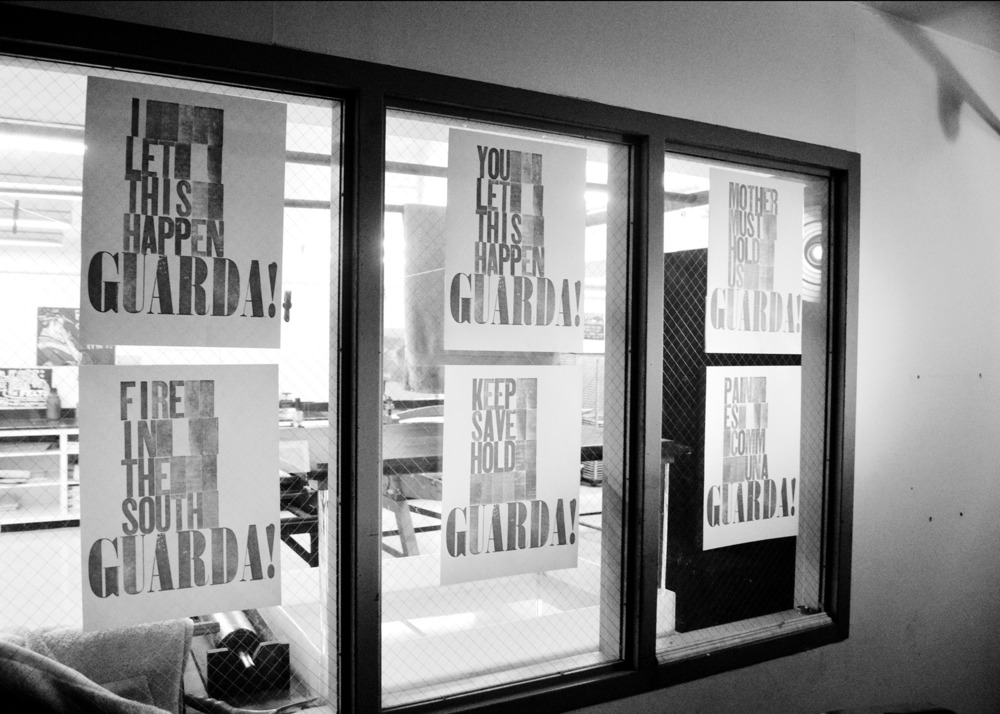 I
LET
THIS
HAPPEN
GUARDA!
YOU
LET
THIS
HAPPEN
GUARDA!
MOTHER
MUST
HOLD
US
GUARDA!
FIRE
IN
THE
SOUTH
GUARDA!
KEEP
SAVE
HOLD
GUARDA!
PAIN
ES
COMM
UNA
GUARDA!